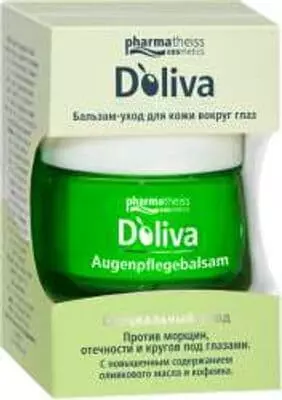 pharmatheiss
cosmetics
D'oliva
Бальзам-уход для кожи вокруг глаз
pharmatheiss
cosmetics
D'oliva
Augenpflegebalsam
Против морщин,
отечности и кругов под глазами.
С повышенным содержанием
оливкового масла и кофеина.